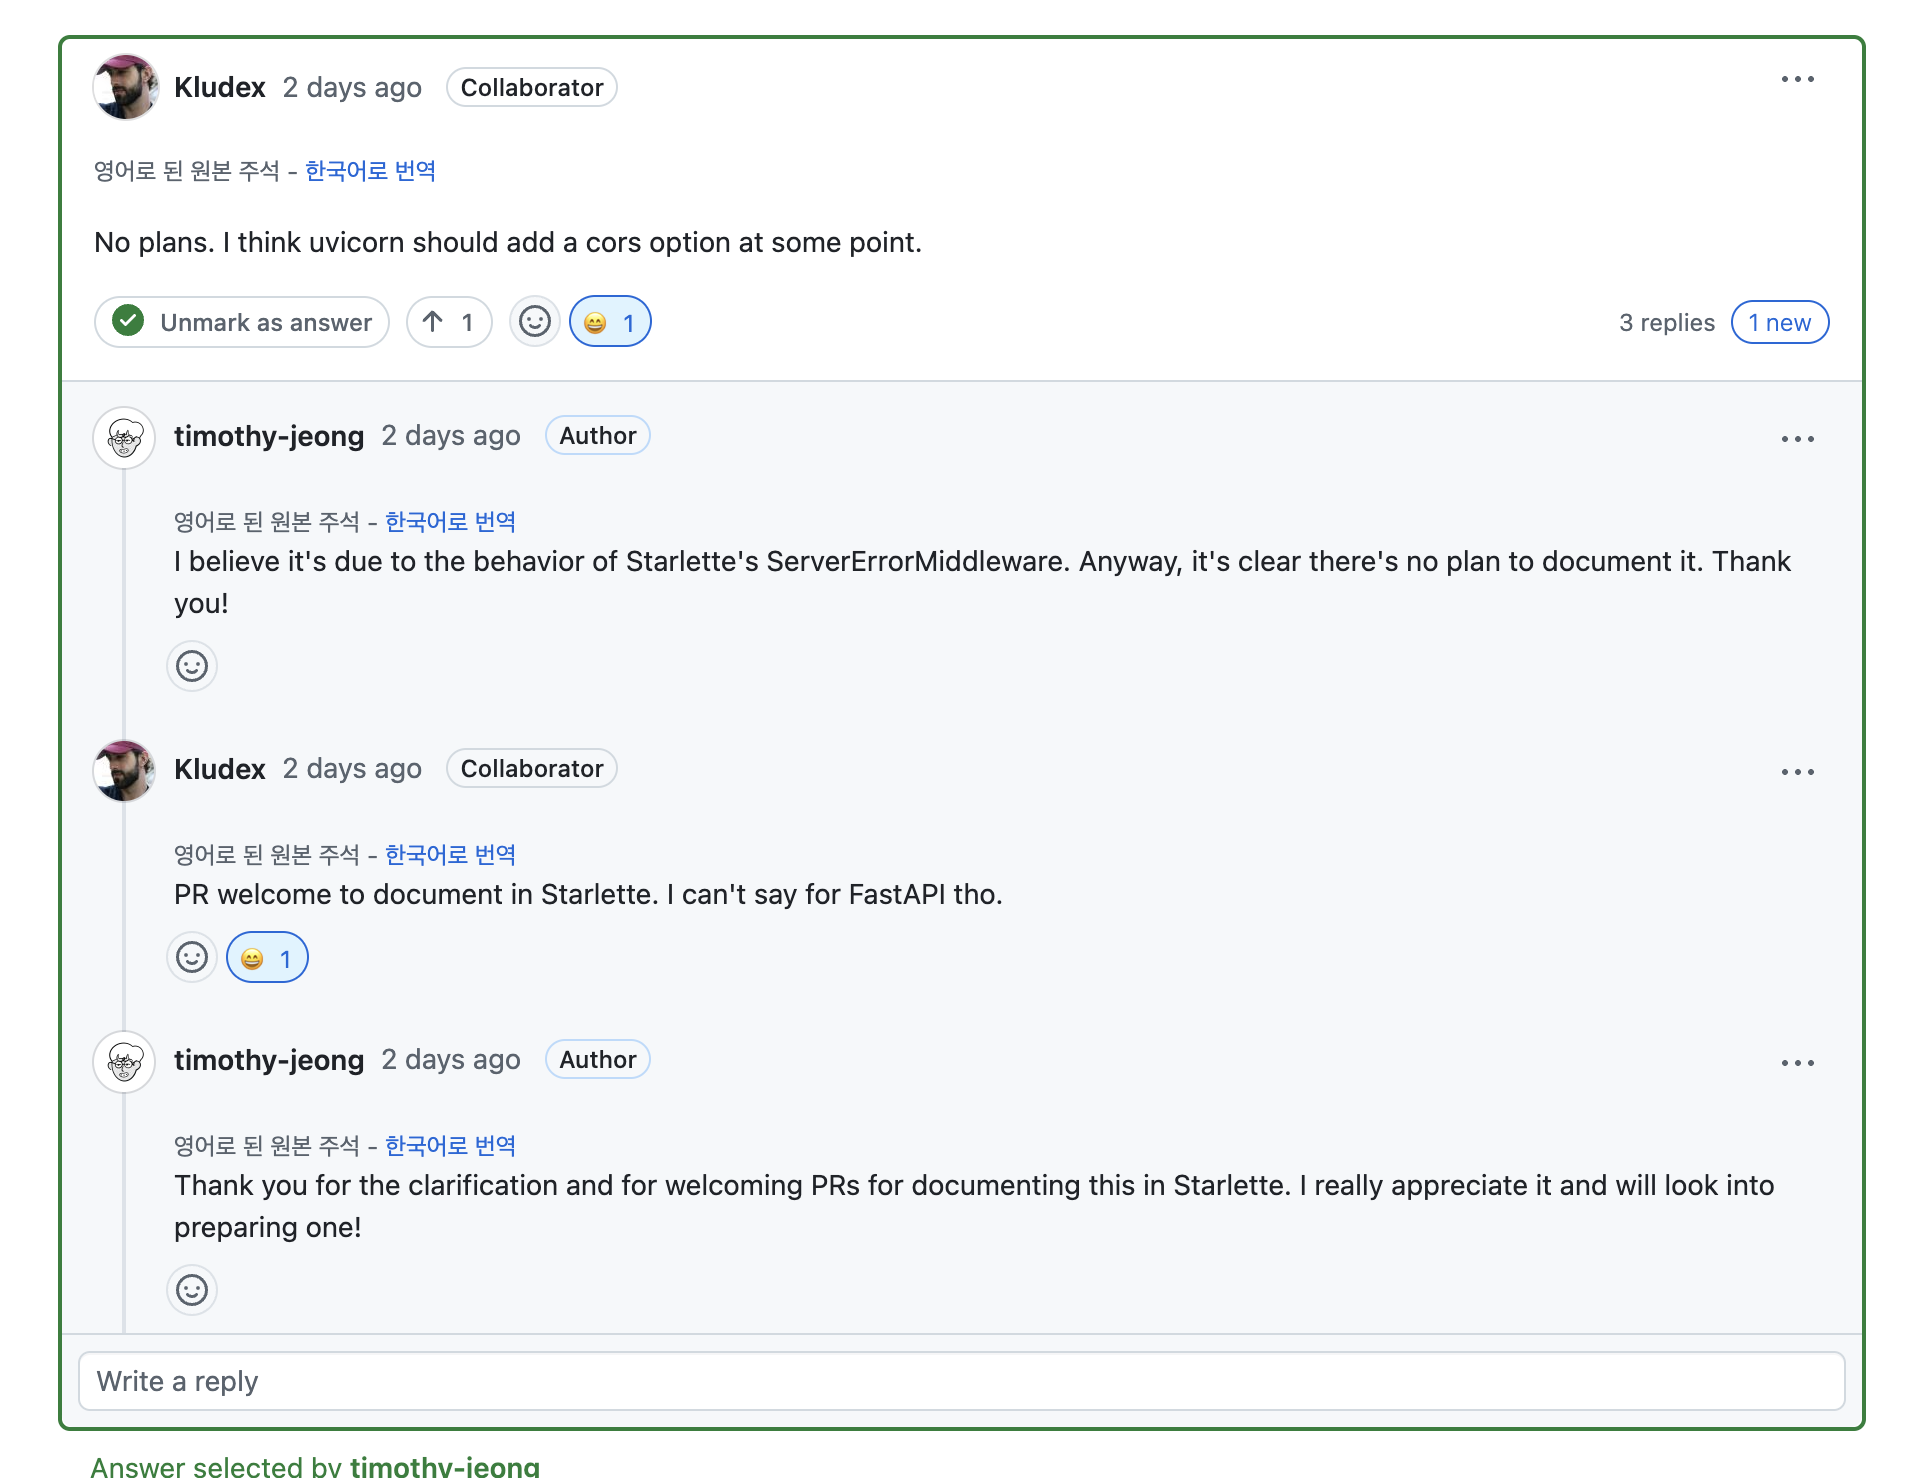 Kludex 2 days ago Collaborator
영어로 된 원본 주석 - 한국어로 번역
No plans. I think uvicorn should add a cors option at some point.
Unmark as answer 1 😄 1 3 replies 1 new
timothy-jeong 2 days ago Author
영어로 된 원본 주석 - 한국어로 번역
I believe it's due to the behavior of Starlette's ServerErrorMiddleware. Anyway, it's clear there's no plan to document it. Thank
you!
Kludex 2 days ago Collaborator
영어로 된 원본 주석 - 한국어로 번역
PR welcome to document in Starlette. I can't say for FastAPI tho.
😄 1
timothy-jeong 2 days ago Author
영어로 된 원본 주석 - 한국어로 번역
Thank you for the clarification and for welcoming PRs for documenting this in Starlette. I really appreciate it and will look into
preparing one!
Write a reply
Answer selected by timothy-jeong